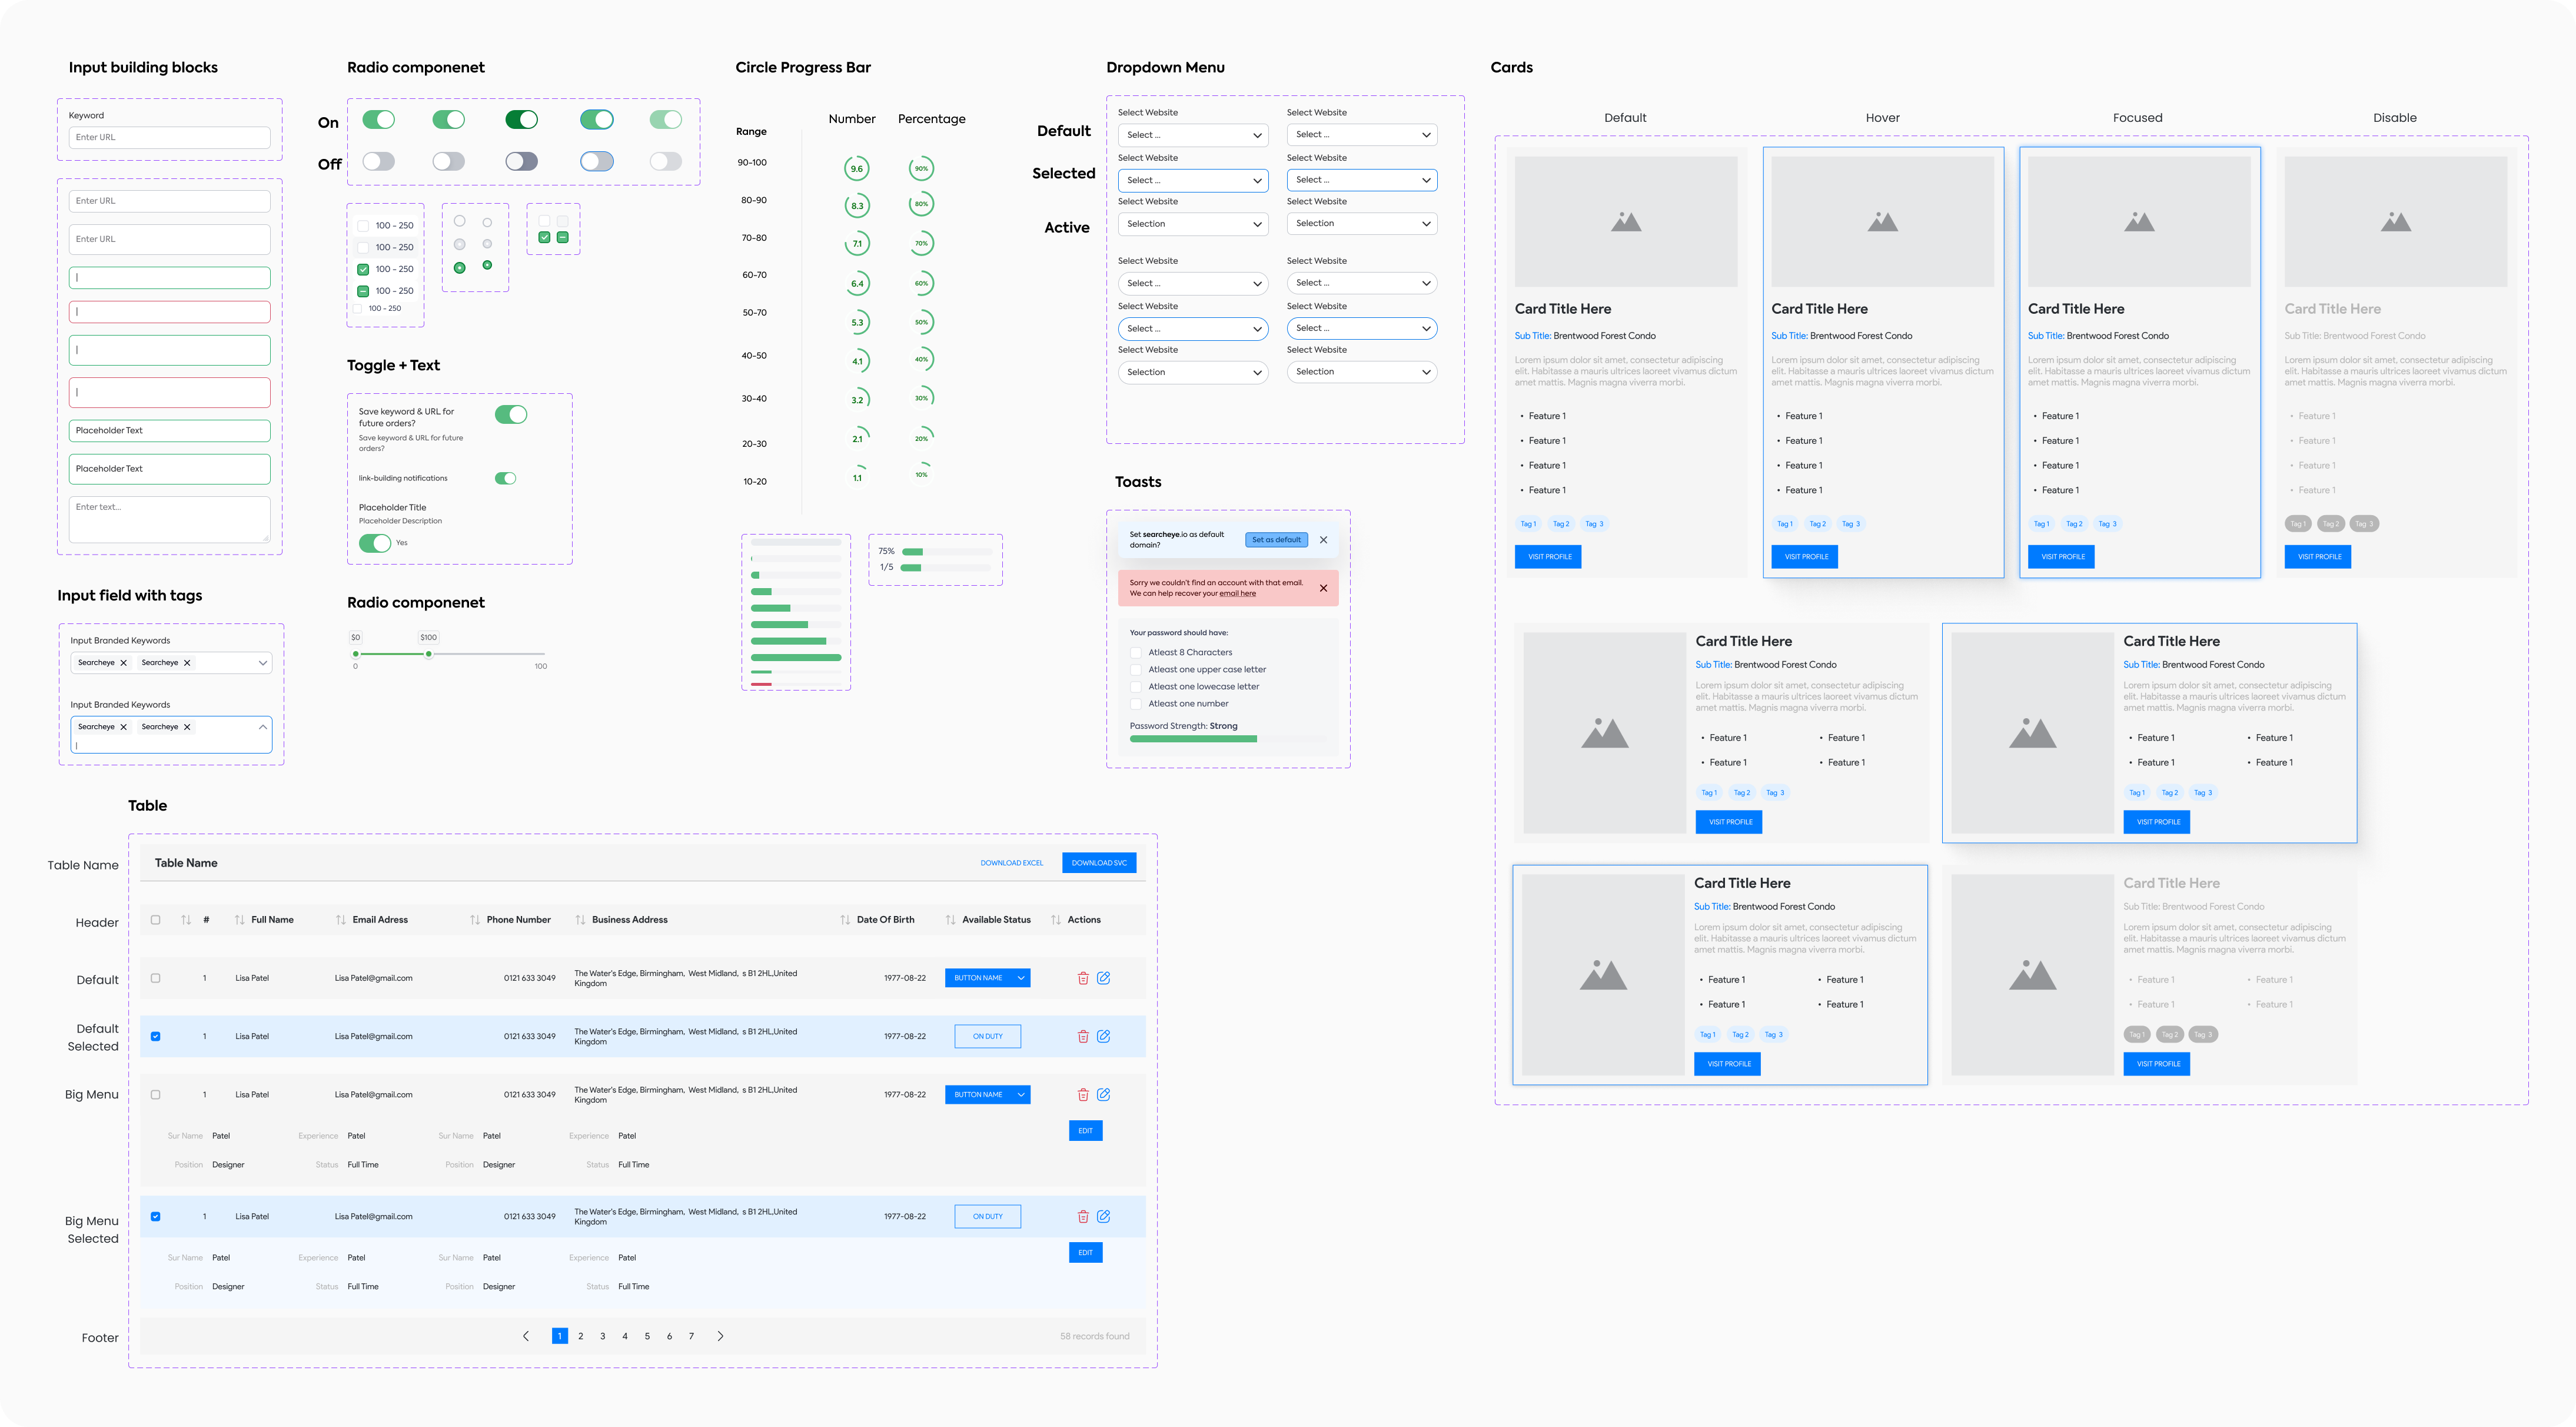 Input building blocks
Keyword
Enter URL
Enter URL
Enter URL
Placeholder Text
Placeholder Text
Enter text...
Input field with tags
Input Branded Keywords
Searcheye Searcheye
Input Branded Keywords
Searcheye Searcheye
Radio componenet
On
Off
100 - 250
100 - 250
100 - 250
100 - 250
100 - 250
Toggle + Text
Save keyword & URL for
future orders?
Save keyword & URL for future
orders?
link-building notifications
Placeholder Title
Placeholder Description
Yes
Radio componenet
$0 $100
0 100
Circle Progress Bar
Range Number Percentage
90-100 9.6 90%
80-90 8.3 80%
70-80 7.1 70%
60-70 6.4 60%
50-70 5.3 50%
40-50 4.1 40%
30-40 3.2 30%
20-30 2.1 20%
10-20 1.1 10%
75%
1/5
Dropdown Menu
Default
Selected
Active
Select Website Select Website
Select ... Select ...
Select Website Select Website
Select ... Select ...
Select Website Select Website
Selection Selection
Select Website Select Website
Select ... Select ...
Select Website Select Website
Select ... Select ...
Select Website Select Website
Selection Selection
Toasts
Set searcheye.io as default
domain?
Set as default
Sorry we couldn't find an account with that email.
We can help recover your email here
Your password should have:
Atleast 8 Characters
Atleast one upper case letter
Atleast one lowecase letter
Atleast one number
Password Strength: Strong
Cards
Default Hover Focused Disable
Card Title Here
Sub Title: Brentwood Forest Condo
Lorem ipsum dolor sit amet, consectetur adipiscing
elit. Habitasse a mauris ultrices laoreet vivamus dictum
amet mattis. Magnis magna viverra morbi.
• Feature 1
• Feature 1
• Feature 1
• Feature 1
Tag 1 Tag 2 Tag 3
VISIT PROFILE
Card Title Here
Sub Title: Brentwood Forest Condo
Lorem ipsum dolor sit amet, consectetur adipiscing
elit. Habitasse a mauris ultrices laoreet vivamus dictum
amet mattis. Magnis magna viverra morbi.
• Feature 1
• Feature 1
• Feature 1
• Feature 1
Tag 1 Tag 2 Tag 3
VISIT PROFILE
Card Title Here
Sub Title: Brentwood Forest Condo
Lorem ipsum dolor sit amet, consectetur adipiscing
elit. Habitasse a mauris ultrices laoreet vivamus dictum
amet mattis. Magnis magna viverra morbi.
• Feature 1
• Feature 1
• Feature 1
• Feature 1
Tag 1 Tag 2 Tag 3
VISIT PROFILE
Card Title Here
Sub Title: Brentwood Forest Condo
Lorem ipsum dolor sit amet, consectetur adipiscing
elit. Habitasse a mauris ultrices laoreet vivamus dictum
amet mattis. Magnis magna viverra morbi.
• Feature 1
• Feature 1
• Feature 1
• Feature 1
Tag 1 Tag 2 Tag 3
VISIT PROFILE
Card Title Here
Sub Title: Brentwood Forest Condo
Lorem ipsum dolor sit amet, consectetur adipiscing
elit. Habitasse a mauris ultrices laoreet vivamus dictum
amet mattis. Magnis magna viverra morbi.
• Feature 1 • Feature 1
• Feature 1 • Feature 1
Tag 1 Tag 2 Tag 3
VISIT PROFILE
Card Title Here
Sub Title: Brentwood Forest Condo
Lorem ipsum dolor sit amet, consectetur adipiscing
elit. Habitasse a mauris ultrices laoreet vivamus dictum
amet mattis. Magnis magna viverra morbi.
• Feature 1 • Feature 1
• Feature 1 • Feature 1
Tag 1 Tag 2 Tag 3
VISIT PROFILE
Card Title Here
Sub Title: Brentwood Forest Condo
Lorem ipsum dolor sit amet, consectetur adipiscing
elit. Habitasse a mauris ultrices laoreet vivamus dictum
amet mattis. Magnis magna viverra morbi.
• Feature 1 • Feature 1
• Feature 1 • Feature 1
Tag 1 Tag 2 Tag 3
VISIT PROFILE
Card Title Here
Sub Title: Brentwood Forest Condo
Lorem ipsum dolor sit amet, consectetur adipiscing
elit. Habitasse a mauris ultrices laoreet vivamus dictum
amet mattis. Magnis magna viverra morbi.
• Feature 1 • Feature 1
• Feature 1 • Feature 1
Tag 1 Tag 2 Tag 3
VISIT PROFILE
Table
Table Name
Table Name DOWNLOAD EXCEL DOWNLOAD SVC
Header
# Full Name Email Adress Phone Number Business Address Date Of Birth Available Status Actions
Default
1 Lisa Patel Lisa Patel@gmail.com 0121 633 3049 The Water's Edge, Birmingham, West Midland, s B1 2HL,United
Kingdom
1977-08-22 BUTTON NAME
Default
Selected
1 Lisa Patel Lisa Patel@gmail.com 0121 633 3049 The Water's Edge, Birmingham, West Midland, s B1 2HL,United
Kingdom
1977-08-22 ON DUTY
Big Menu
1 Lisa Patel Lisa Patel@gmail.com 0121 633 3049 The Water's Edge, Birmingham, West Midland, s B1 2HL,United
Kingdom
1977-08-22 BUTTON NAME
Sur Name Patel Experience Patel Sur Name Patel Experience Patel EDIT
Position Designer Status Full Time Position Designer Status Full Time
Big Menu
Selected
1 Lisa Patel Lisa Patel@gmail.com 0121 633 3049 The Water's Edge, Birmingham, West Midland, s B1 2HL,United
Kingdom
1977-08-22 ON DUTY
Sur Name Patel Experience Patel Sur Name Patel Experience Patel EDIT
Position Designer Status Full Time Position Designer Status Full Time
Footer
1 2 3 4 5 6 7 58 records found